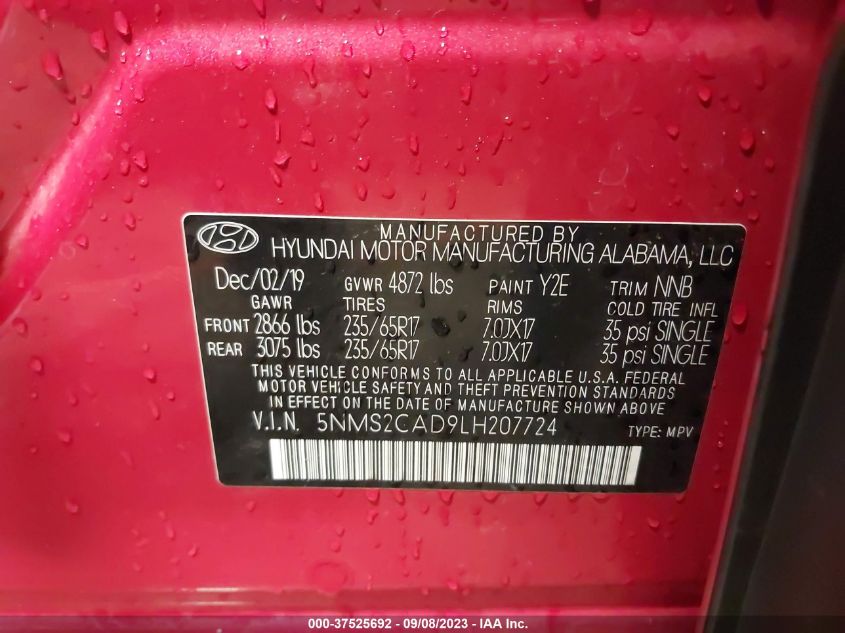 MANUFACTURED BY
HYUNDAI MOTOR MANUFACTURING ALABAMA, LLC
Dec/02/19 GVWR 4872 lbs PAINT Y2E TRIM NNB
GAWR TIRES RIMS COLD TIRE INFL
FRONT 2866 lbs 235/65R17 7.0JX17 35 psi SINGLE
REAR 3075 lbs 235/65R17 7.0JX17 35 psi SINGLE
THIS VEHICLE CONFORMS TO ALL APPLICABLE U.S.A. FEDERAL
MOTOR VEHICLE SAFETY AND THEFT PREVENTION STANDARDS
IN EFFECT ON THE DATE OF MANUFACTURE SHOWN ABOVE.
V.I.N. 5NMS2CAD9LH207724 TYPE: MPV
000-37525692 - 09/08/2023 - IAA Inc.